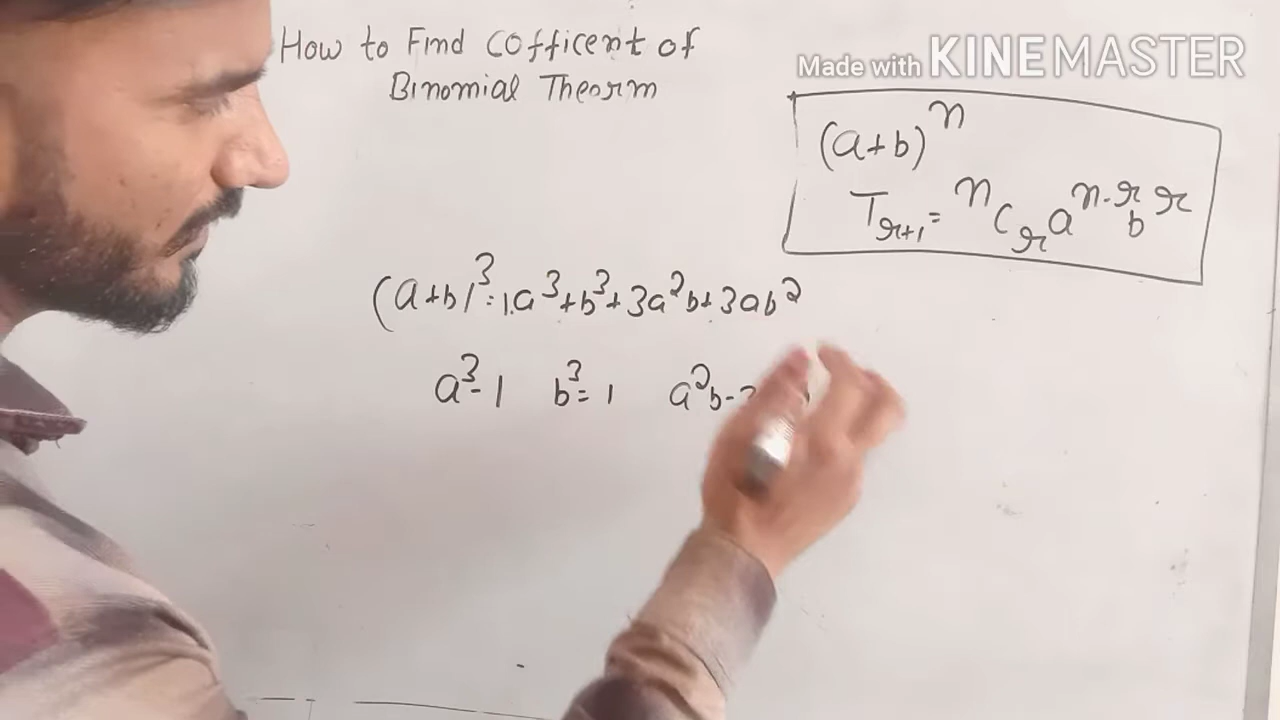 How to Find Cofficent of
Binomial Theorm
Made with KINEMASTER
(a+b)^n
T_{r+1} = ^nC_r a^{n-r} b^r
(a+b)^3 = 1.a^3+b^3+3a^2b+3ab^2
a^3-1 b^3=1 a^2b-